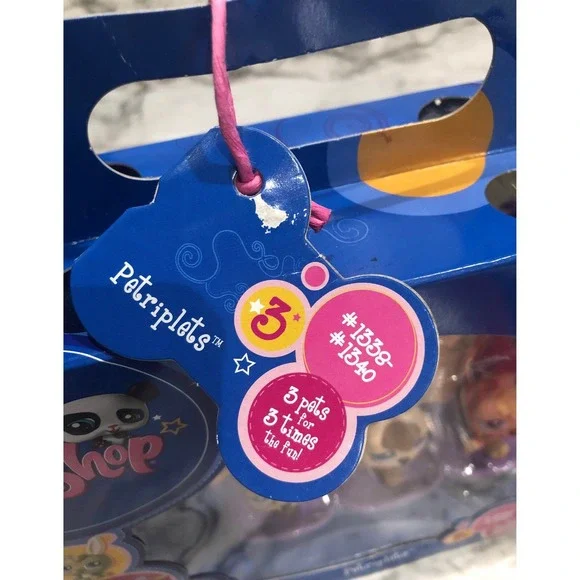 Petriplets™
3
#1338-
#1340
3 pets
for
3 times
the fun!
Shop